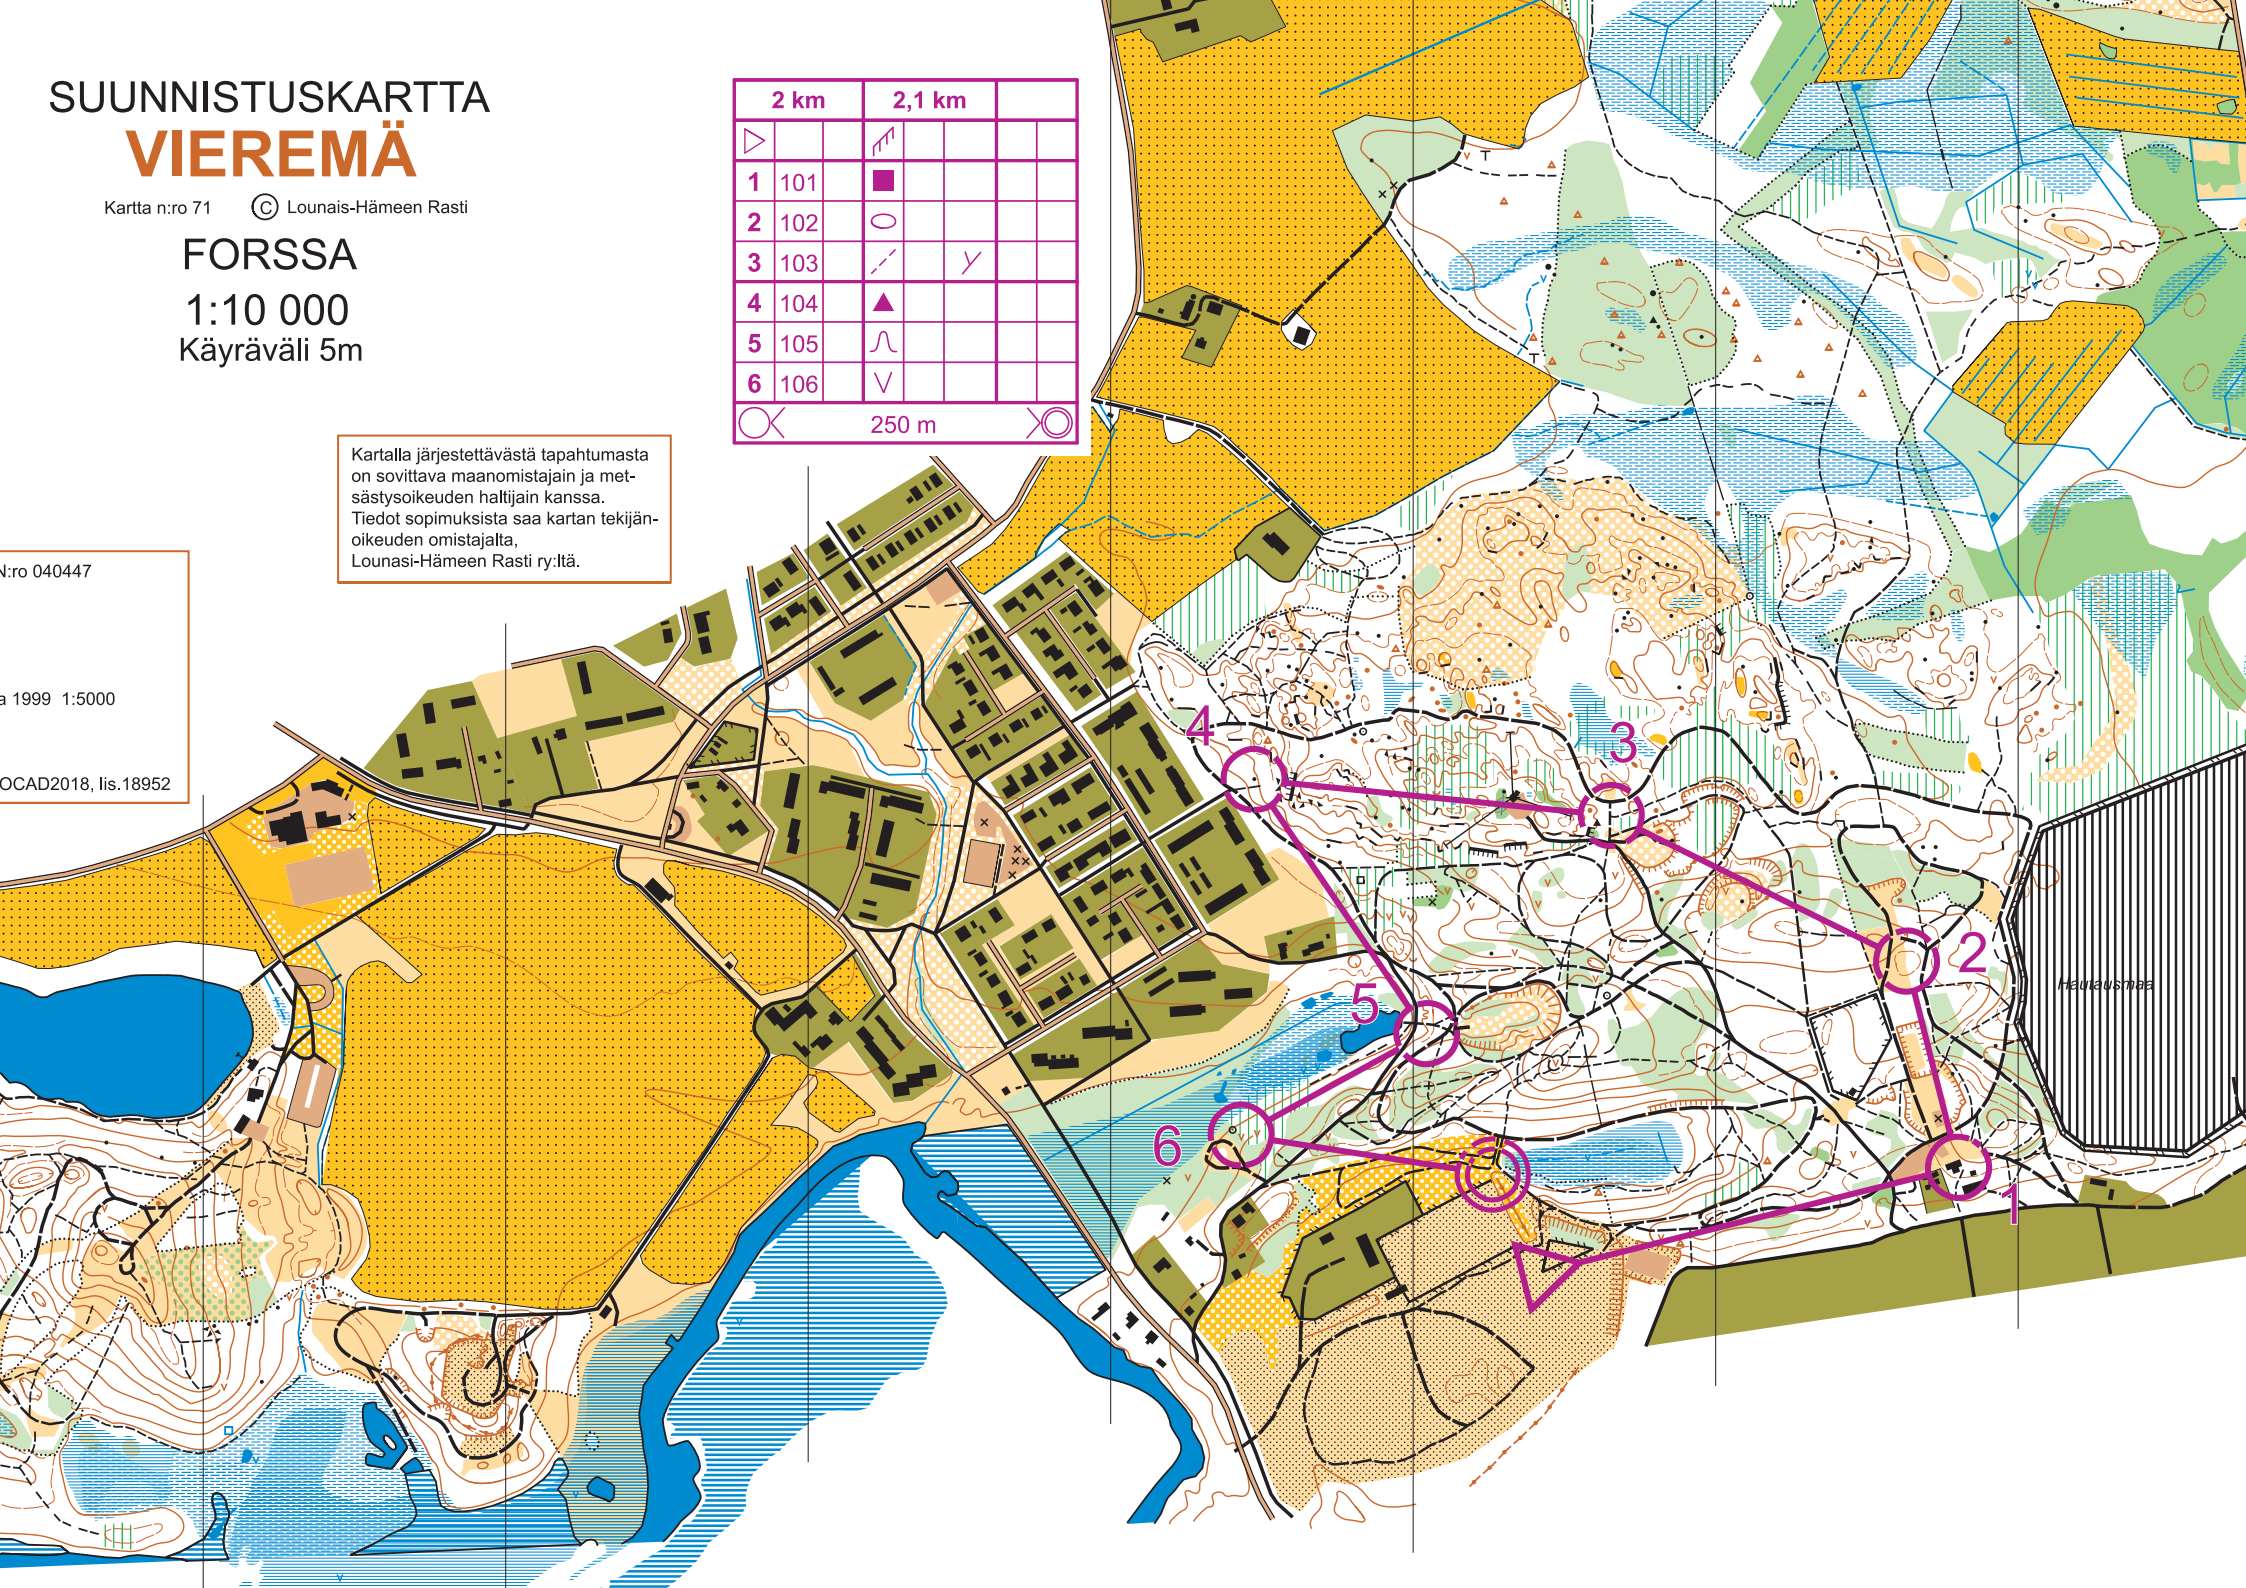 SUUNNISTUSKARTTA
VIEREMÄ
Kartta n:ro 71 © Lounais-Hämeen Rasti
FORSSA
1:10 000
Käyräväli 5m
2 km 2,1 km
1 101
2 102
3 103
4 104
5 105
6 106
250 m
Kartalla järjestettävästä tapahtumasta
on sovittava maanomistajain ja met-
sästysoikeuden haltijain kanssa.
Tiedot sopimuksista saa kartan tekijän-
oikeuden omistajalta,
Lounasi-Hämeen Rasti ry:ltä.
N:ro 040447
a 1999 1:5000
OCAD2018, lis.18952
4
3
2
Hautausmaa
5
6
1